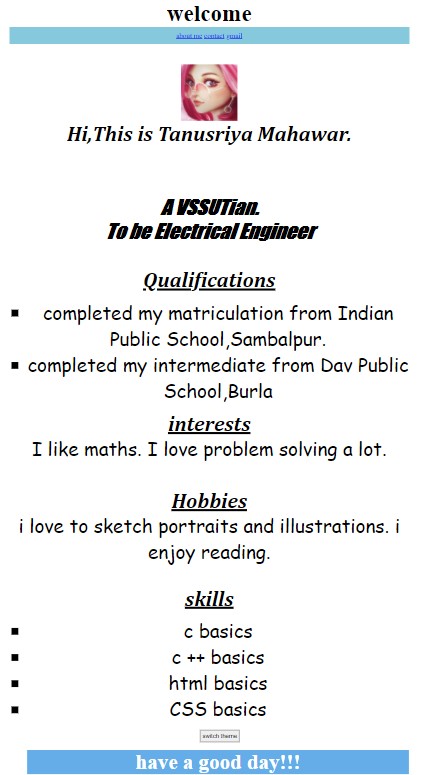 welcome
about me contact gmail
Hi,This is Tanusriya Mahawar.
A VSSUTian.
To be Electrical Engineer
Qualifications
completed my matriculation from Indian
Public School,Sambalpur.
completed my intermediate from Dav Public
School,Burla
interests
I like maths. I love problem solving a lot.
Hobbies
i love to sketch portraits and illustrations. i
enjoy reading.
skills
c basics
c ++ basics
html basics
CSS basics
switch theme
have a good day!!!